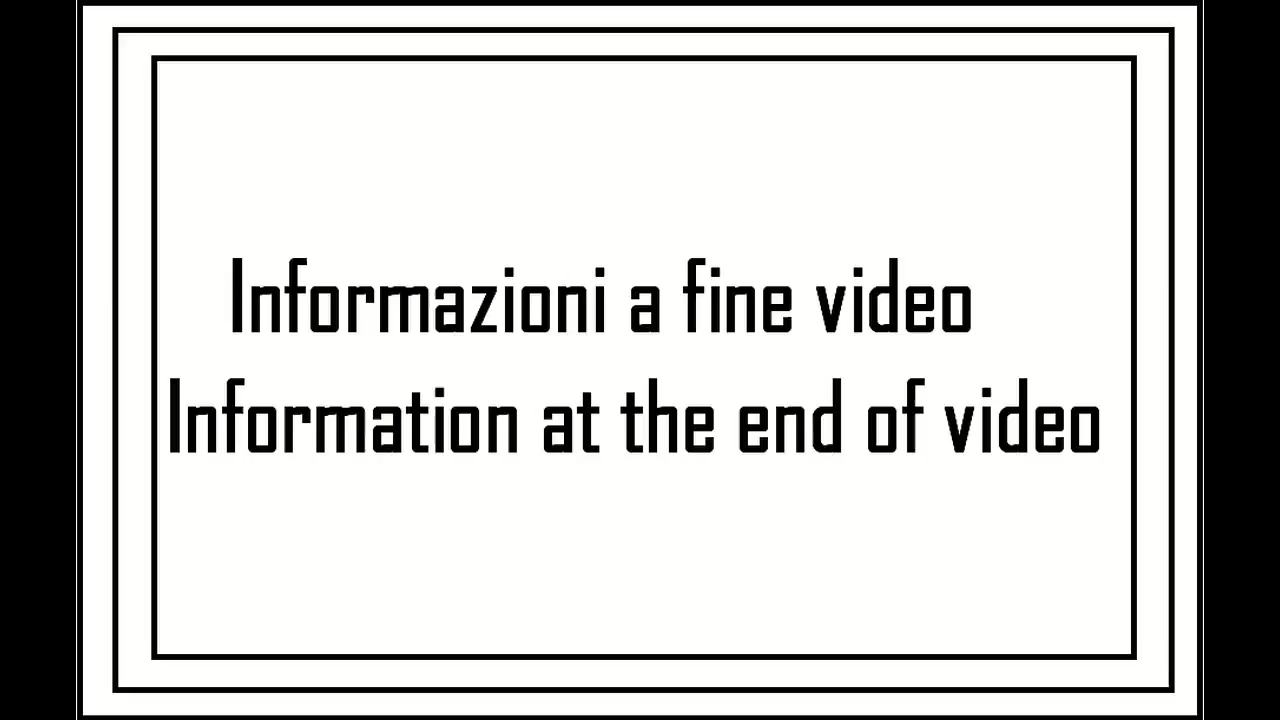 Informazioni a fine video
Information at the end of video